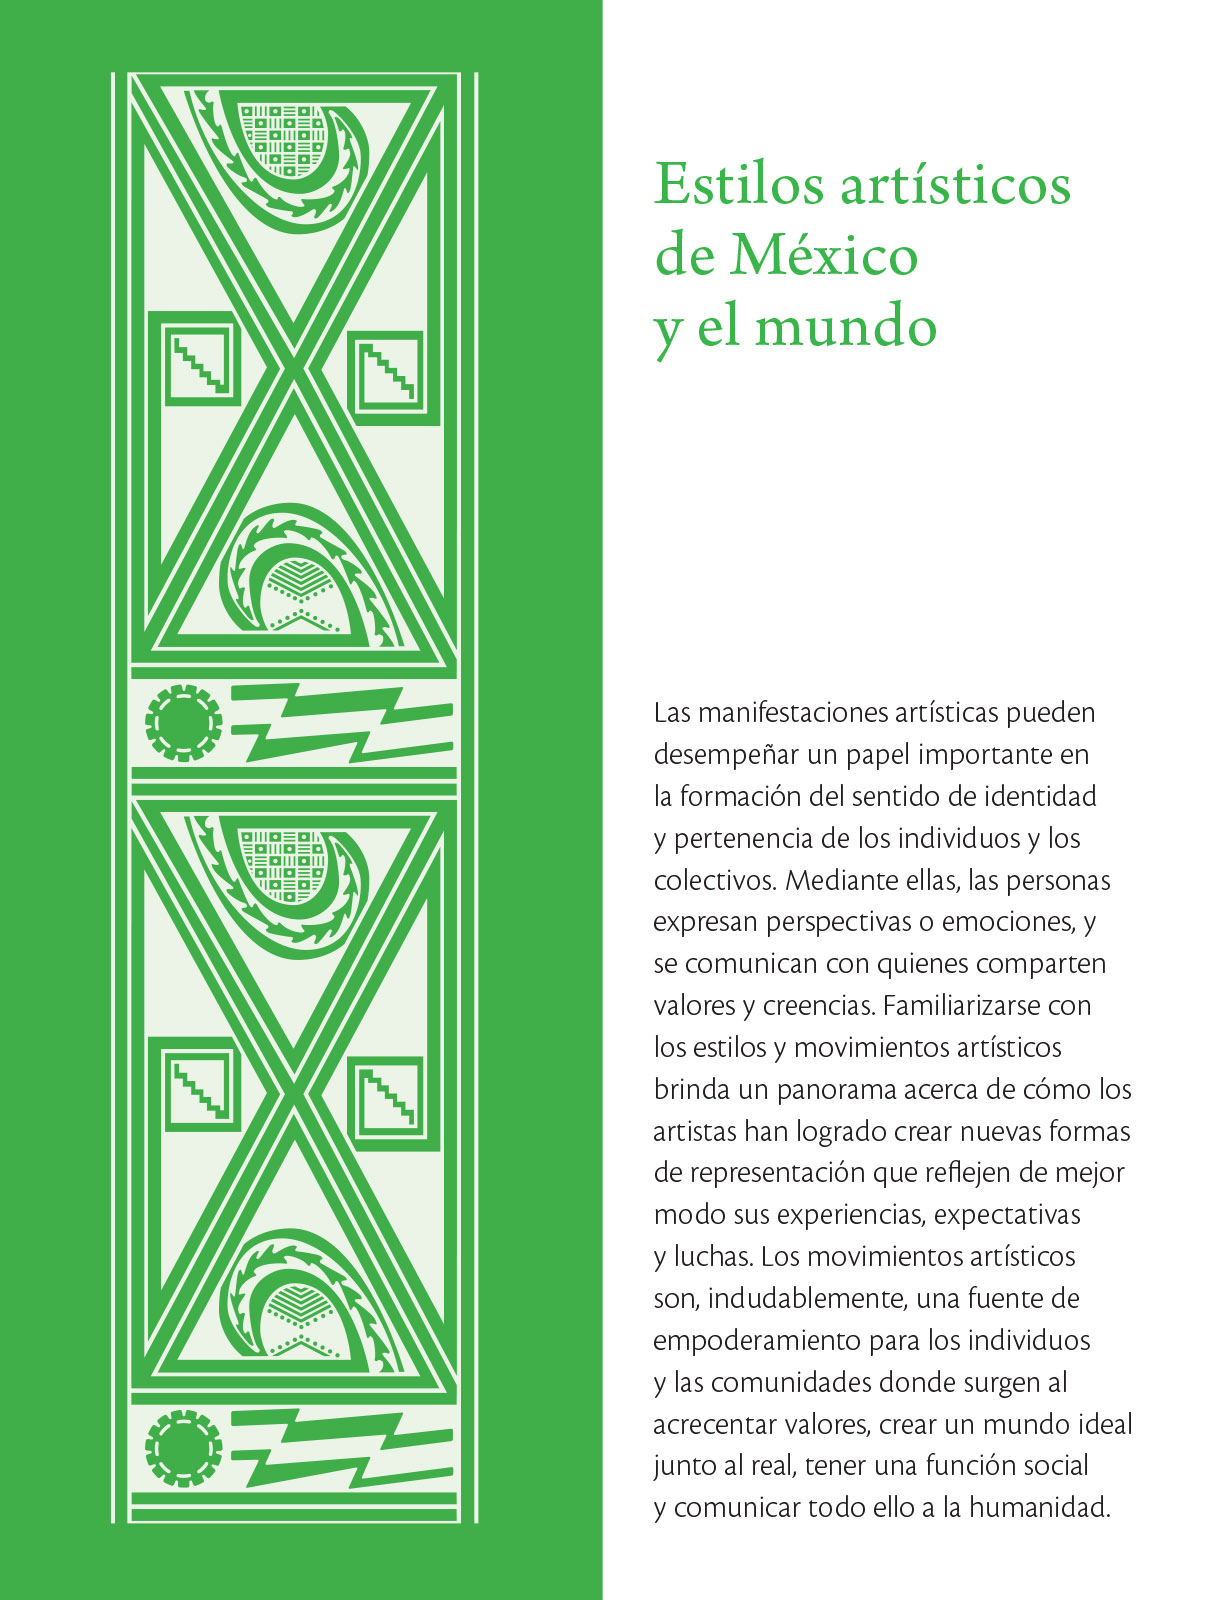 Estilos artísticos
de México
y el mundo
Las manifestaciones artísticas pueden
desempeñar un papel importante en
la formación del sentido de identidad
y pertenencia de los individuos y los
colectivos. Mediante ellas, las personas
expresan perspectivas o emociones, y
se comunican con quienes comparten
valores y creencias. Familiarizarse con
los estilos y movimientos artísticos
brinda un panorama acerca de cómo los
artistas han logrado crear nuevas formas
de representación que reflejen de mejor
modo sus experiencias, expectativas
y luchas. Los movimientos artísticos
son, indudablemente, una fuente de
empoderamiento para los individuos
y las comunidades donde surgen al
acrecentar valores, crear un mundo ideal
junto al real, tener una función social
y comunicar todo ello a la humanidad.